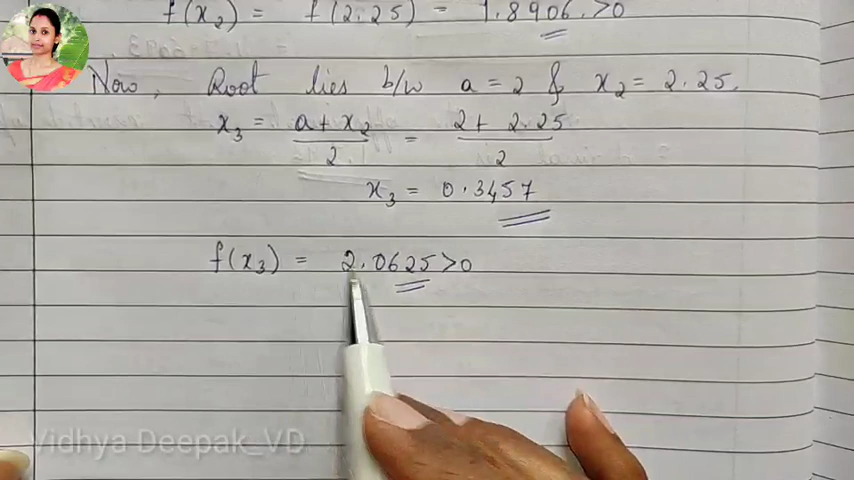 f(x₂) = f(2.25) = 1.8906. >0
Now, Root lies b/w a = 2 & x₂ = 2.25.
x₃ = a + x₂ / 2 = 2 + 2.25 / 2
x₃ = 0.3457
f(x₃) = 2.0625 >0
Vidhya Deepak_VD